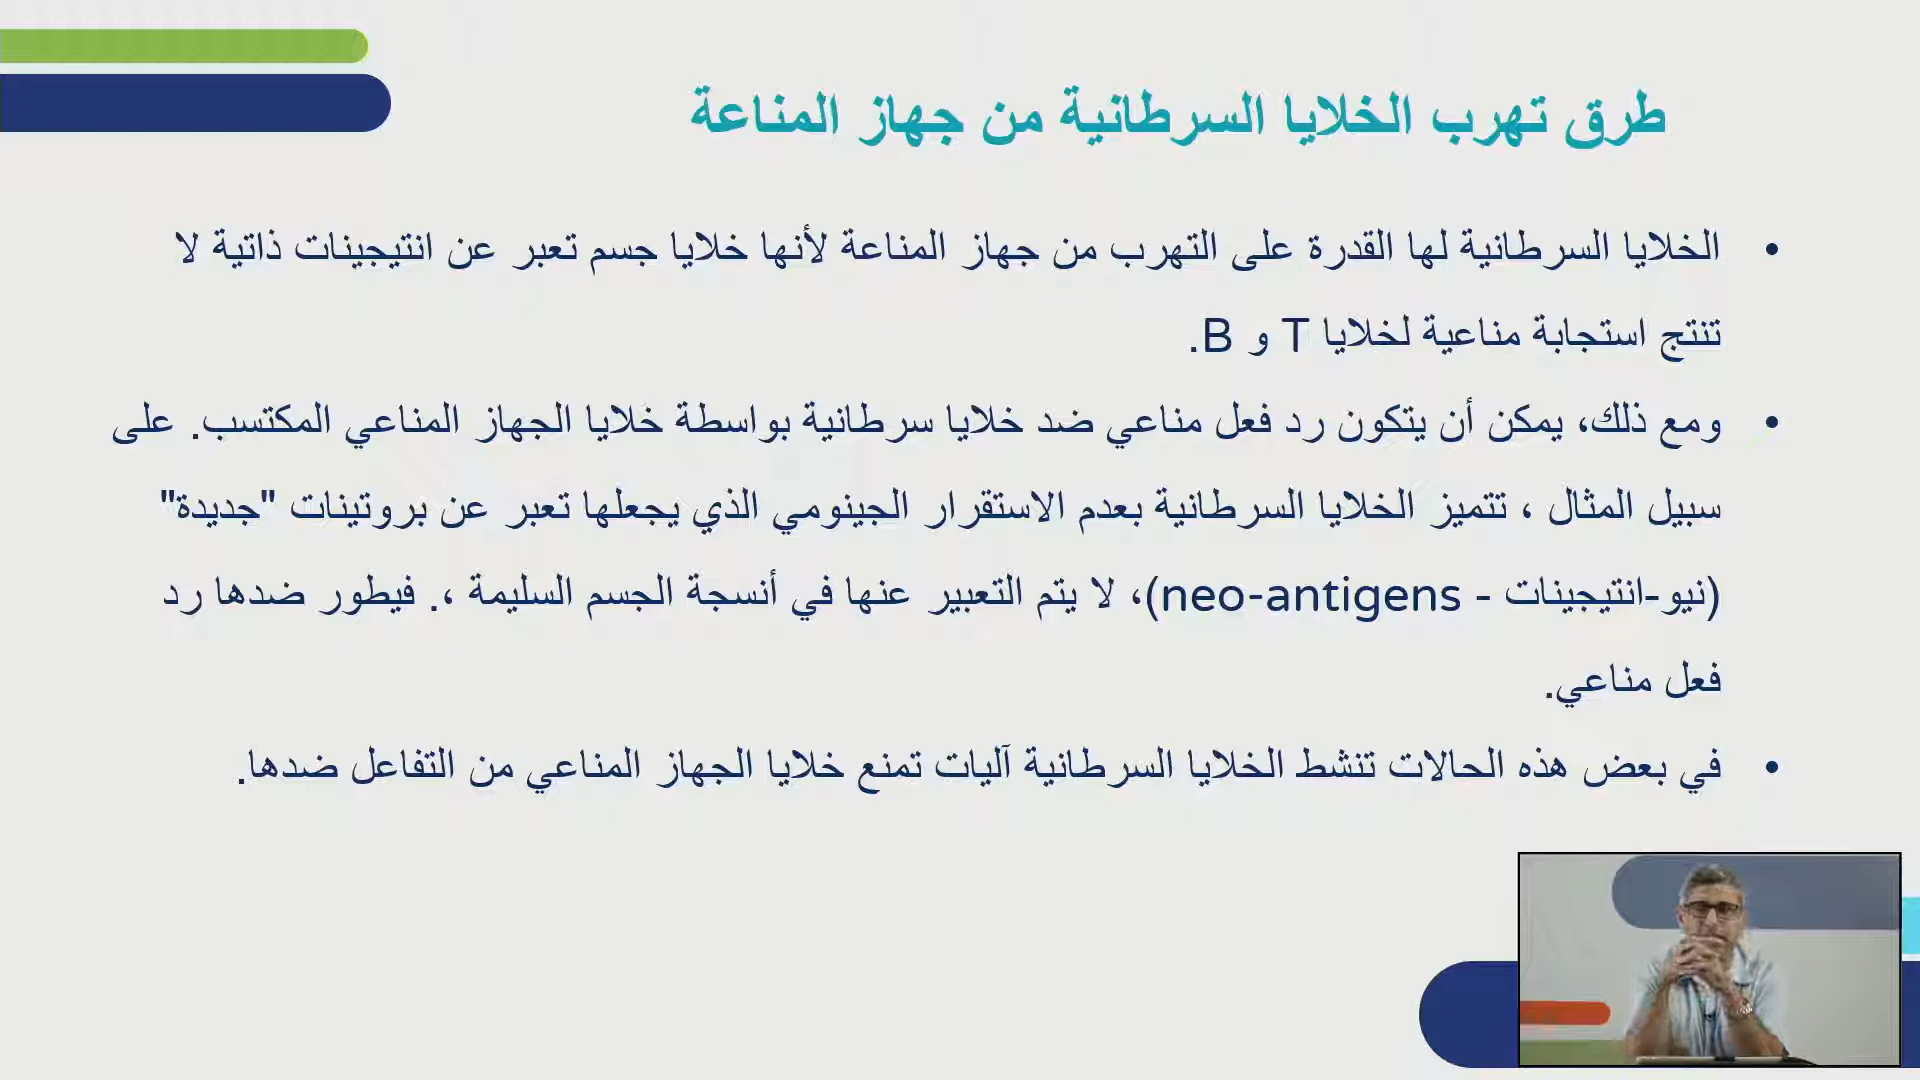 طرق تهرب الخلايا السرطانية من جهاز المناعة
• الخلايا السرطانية لها القدرة على التهرب من جهاز المناعة لأنها خلايا جسم تعبر عن انتيجينات ذاتية لا
تنتج استجابة مناعية لخلايا T و B.
• ومع ذلك، يمكن أن يتكون رد فعل مناعي ضد خلايا سرطانية بواسطة خلايا الجهاز المناعي المكتسب. على
سبيل المثال ، تتميز الخلايا السرطانية بعدم الاستقرار الجينومي الذي يجعلها تعبر عن بروتينات "جديدة"
(نيو-انتيجينات - neo-antigens)، لا يتم التعبير عنها في أنسجة الجسم السليمة ،. فيطور ضدها رد
فعل مناعي.
• في بعض هذه الحالات تنشط الخلايا السرطانية آليات تمنع خلايا الجهاز المناعي من التفاعل ضدها.